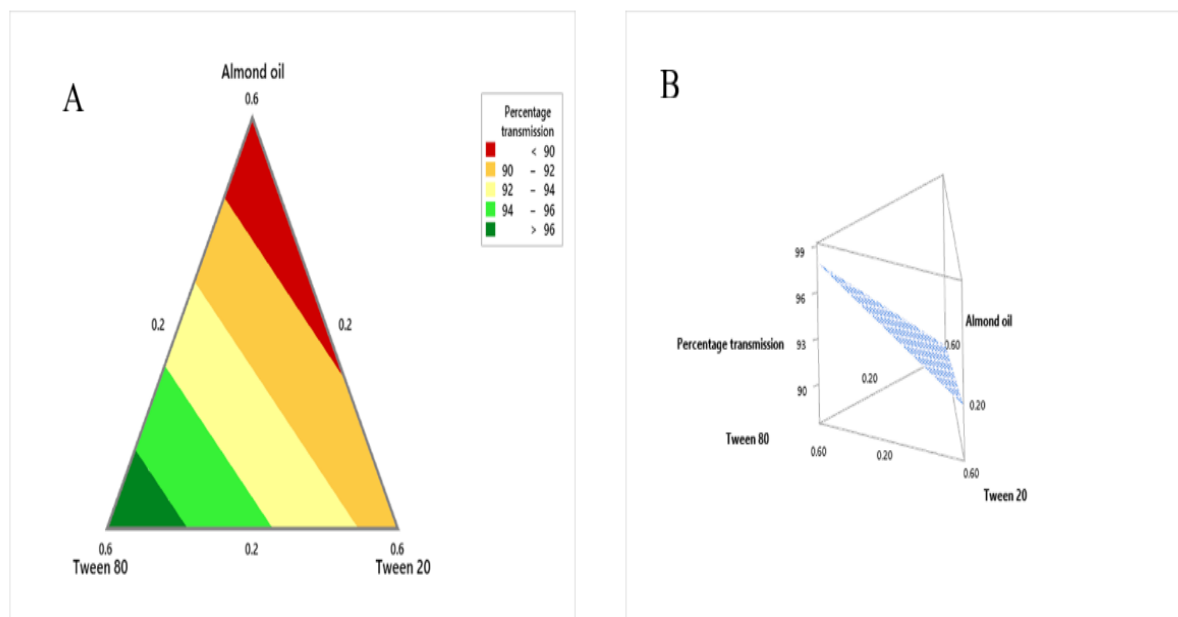 A
Almond oil
0.6
Percentage
transmission
< 90
90 – 92
92 – 94
94 – 96
> 96
0.2
0.2
0.6
0.2
0.6
Tween 80
Tween 20
B
99
96
93
90
Percentage transmission
Almond oil
0.60
0.20
0.20
Tween 80
0.60
0.20
0.60
Tween 20